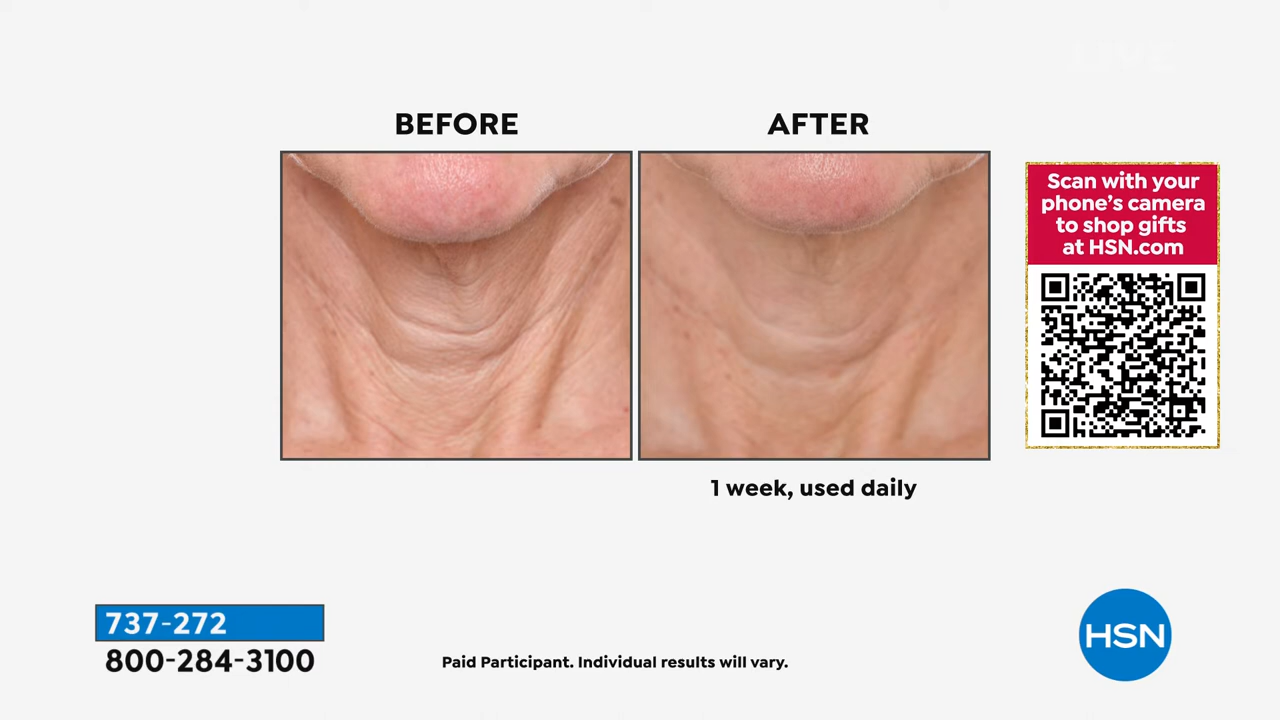 BEFORE
AFTER
Scan with your
phone's camera
to shop gifts
at HSN.com
1 week, used daily
737-272
800-284-3100
Paid Participant. Individual results will vary.
HSN